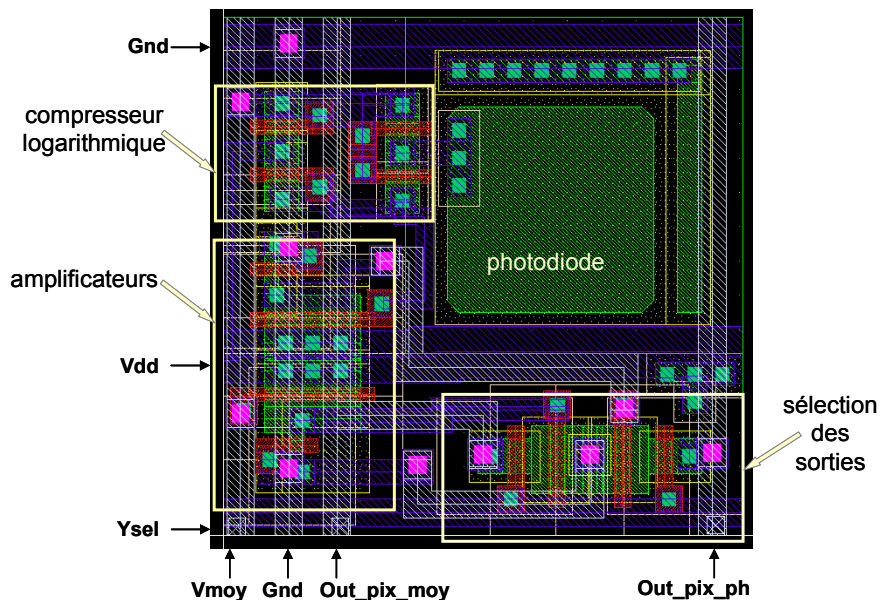 Gnd
compresseur
logarithmique
photodiode
amplificateurs
Vdd
sélection
des
sorties
Ysel
Vmoy
Gnd
Out_pix_moy
Out_pix_ph